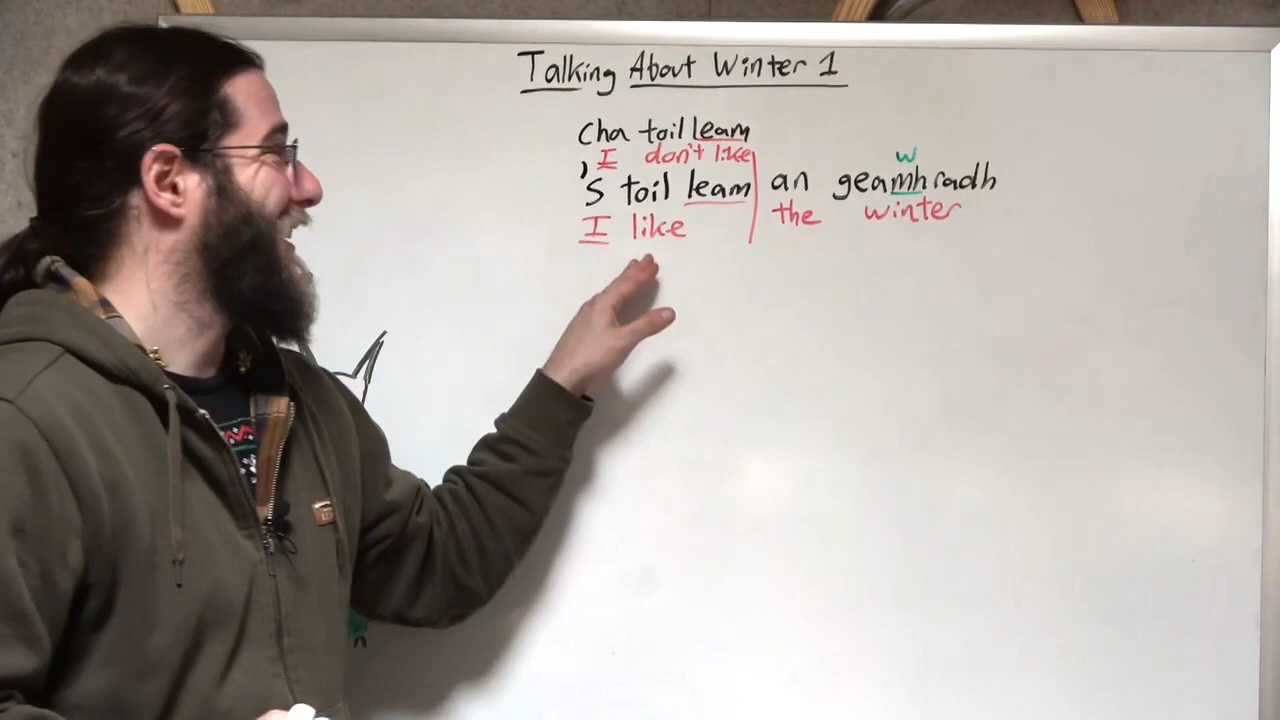 Talking About Winter 1
Cha toil leam
I don't like
w
'S toil leam an geamhradh
I like the winter